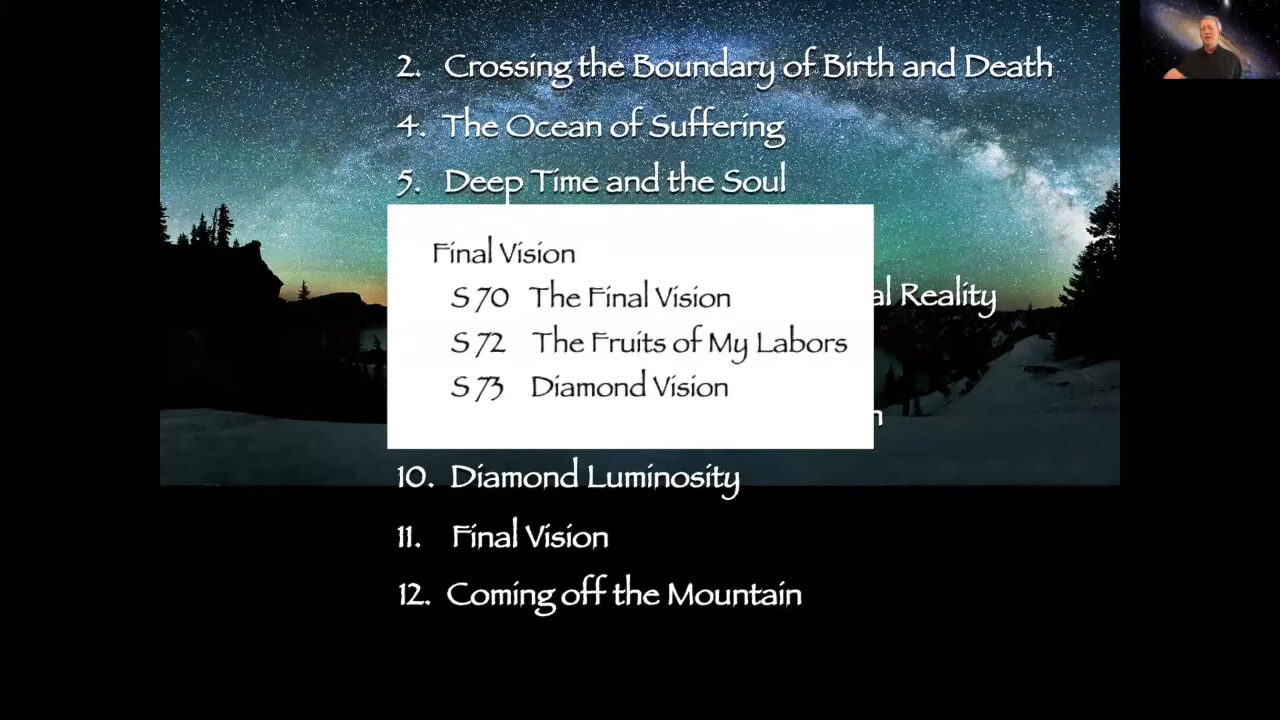 2. Crossing the Boundary of Birth and Death
4. The Ocean of Suffering
5. Deep Time and the Soul
Final Vision
S 70 The Final Vision
al Reality
S 72 The Fruits of My Labors
S 73 Diamond Vision
n
10. Diamond Luminosity
11. Final Vision
12. Coming off the Mountain